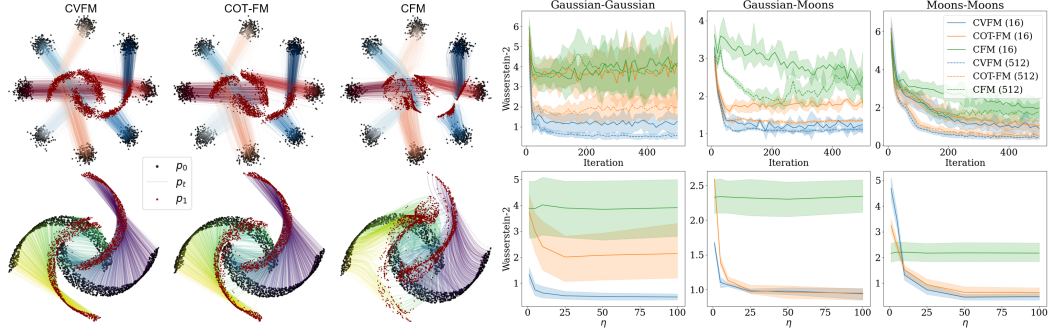 CVFM
COT-FM
CFM
p₀
pₜ
p₁
Gaussian-Gaussian
Gaussian-Moons
Moons-Moons
Wasserstein-2
6
5
4
3
2
1
0
200
400
Iteration
4
3
2
1
0
200
400
Iteration
6
4
2
0
0
200
400
Iteration
CVFM (16)
COT-FM (16)
CFM (16)
CVFM (512)
COT-FM (512)
CFM (512)
Wasserstein-2
5
4
3
2
1
0
25
50
75
100
η
2.5
2.0
1.5
1.0
0
25
50
75
100
η
5
4
3
2
1
0
25
50
75
100
η